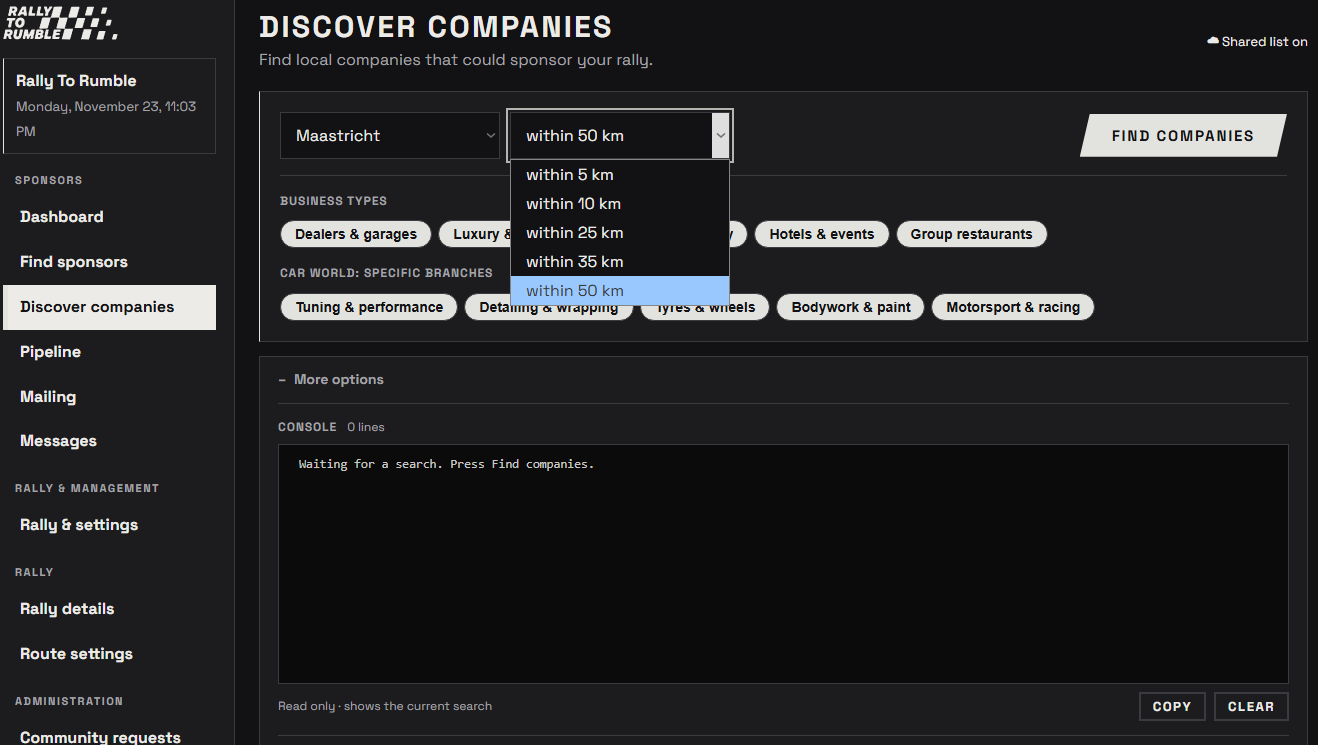 RALLY
TO
RUMBLE
Rally To Rumble
Monday, November 23, 11:03
PM
SPONSORS
Dashboard
Find sponsors
Discover companies
Pipeline
Mailing
Messages
RALLY & MANAGEMENT
Rally & settings
RALLY
Rally details
Route settings
ADMINISTRATION
Community requests
DISCOVER COMPANIES
Find local companies that could sponsor your rally.
Shared list on
Maastricht
within 50 km
FIND COMPANIES
within 5 km
within 10 km
within 25 km
within 35 km
within 50 km
BUSINESS TYPES
Dealers & garages
Luxury &
Hotels & events
Group restaurants
CAR WORLD: SPECIFIC BRANCHES
Tuning & performance
Detailing & wrapping
Tyres & wheels
Bodywork & paint
Motorsport & racing
– More options
CONSOLE 0 lines
Waiting for a search. Press Find companies.
Read only · shows the current search
COPY
CLEAR